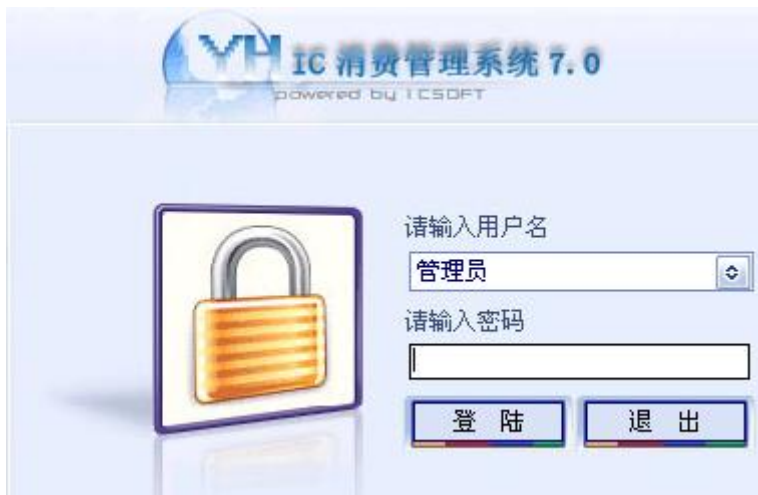 YH IC 消费管理系统 7.0
powered by ICSOFT
请输入用户名
管理员
请输入密码
登 陆 退 出